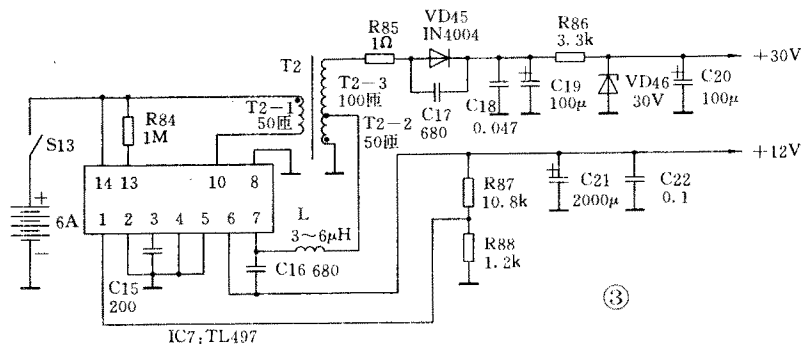 R85
1Ω
VD45
IN4004
R86
3.3k
+30V
T2
T2-3
100匝
C17
680
C18
0.047
C19
100μ
VD46
30V
C20
100μ
S13
R84
1M
T2-1
50匝
T2-2
50匝
+12V
14 13 10 8
1 2 3 4 5 6 7
6A
L
3~6μH
R87
10.8k
C21
2000μ
C22
0.1
C15
200
C16 680
R88
1.2k
③
IC7:TL497